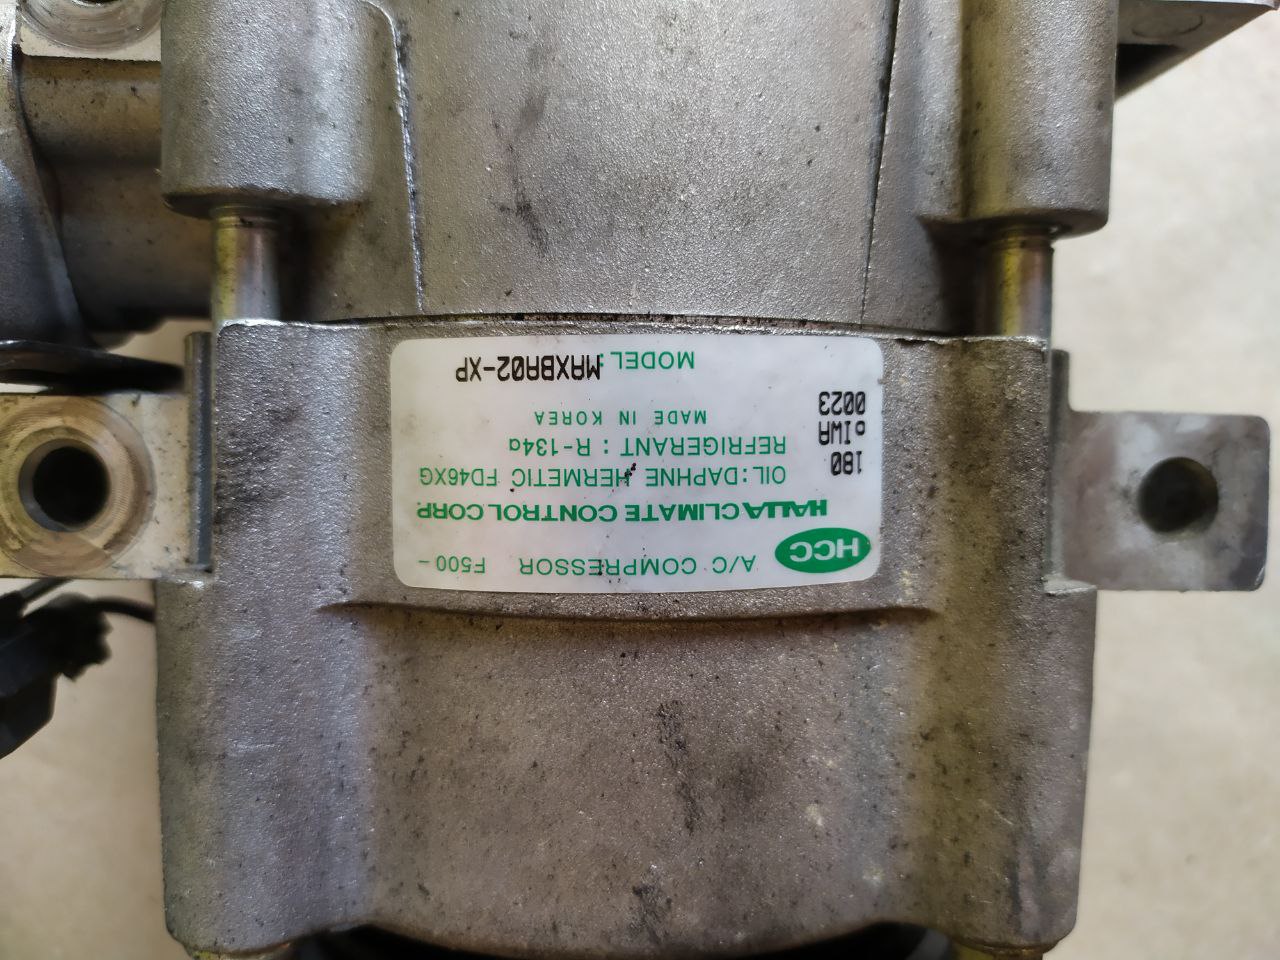 HCC A/C COMPRESSOR F500-
HALLA CLIMATE CONTROL CORP
OIL:DAPHNE HERMETIC FD46XG
REFRIGERANT : R-134a
MADE IN KOREA
MODEL: MAXBA02-XP
180
0023